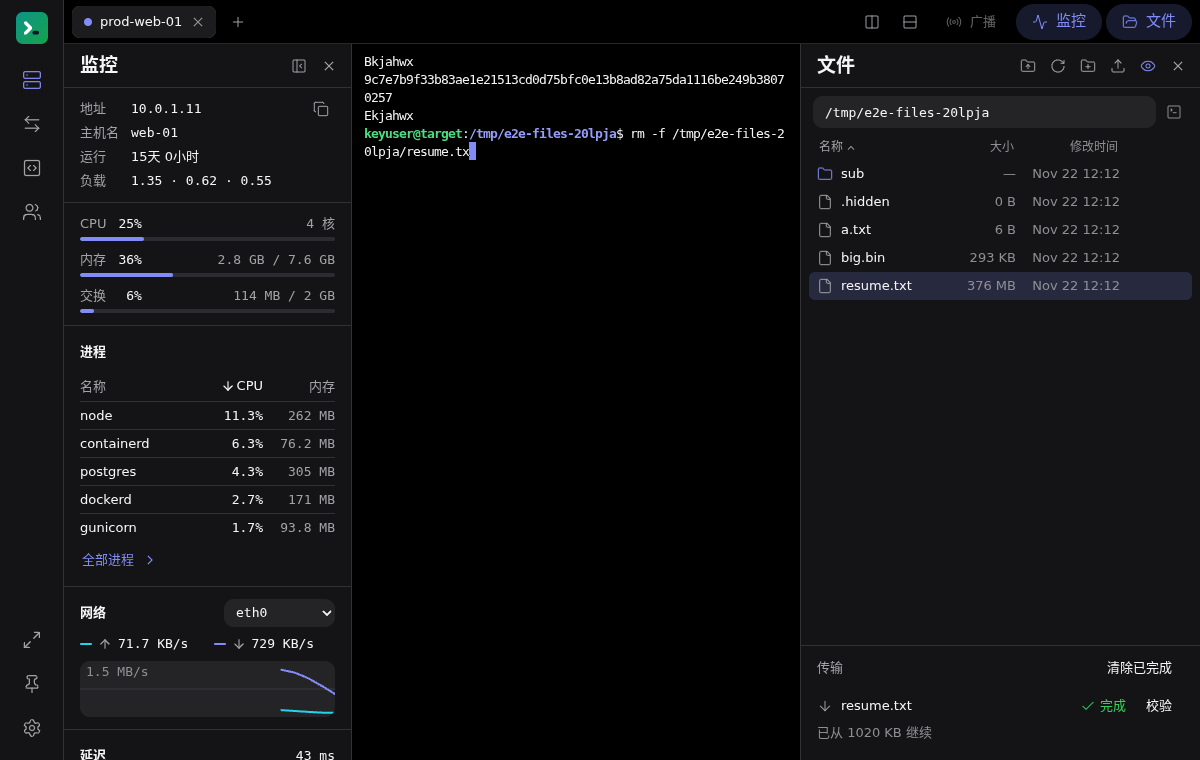 prod-web-01
广播
监控
文件
监控
地址 10.0.1.11
主机名 web-01
运行 15天 0小时
负载 1.35 · 0.62 · 0.55
CPU 25% 4 核
内存 36% 2.8 GB / 7.6 GB
交换 6% 114 MB / 2 GB
进程
名称 CPU 内存
node 11.3% 262 MB
containerd 6.3% 76.2 MB
postgres 4.3% 305 MB
dockerd 2.7% 171 MB
gunicorn 1.7% 93.8 MB
全部进程
网络 eth0
71.7 KB/s 729 KB/s
1.5 MB/s
延迟 43 ms
Bkjahwx
9c7e7b9f33b83ae1e21513cd0d75bfc0e13b8ad82a75da1116be249b3807
0257
Ekjahwx
keyuser@target:/tmp/e2e-files-20lpja$ rm -f /tmp/e2e-files-2
0lpja/resume.tx
文件
/tmp/e2e-files-20lpja
名称 大小 修改时间
sub — Nov 22 12:12
.hidden 0 B Nov 22 12:12
a.txt 6 B Nov 22 12:12
big.bin 293 KB Nov 22 12:12
resume.txt 376 MB Nov 22 12:12
传输 清除已完成
resume.txt 完成 校验
已从 1020 KB 继续